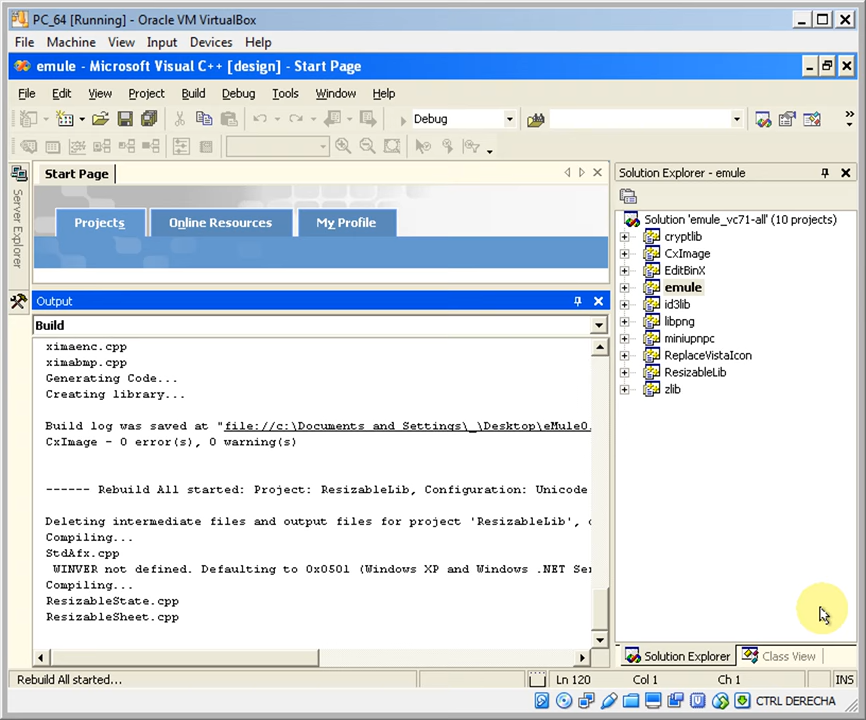 PC_64 [Running] - Oracle VM VirtualBox
File Machine View Input Devices Help
emule - Microsoft Visual C++ [design] - Start Page
File Edit View Project Build Debug Tools Window Help
Debug
Server Explorer
Start Page
Projects Online Resources My Profile
Output
Build
ximaenc.cpp
ximabmp.cpp
Generating Code...
Creating library...
Build log was saved at "file://c:\Documents and Settings\_\Desktop\eMule0.
CxImage - 0 error(s), 0 warning(s)
------ Rebuild All started: Project: ResizableLib, Configuration: Unicode
Deleting intermediate files and output files for project 'ResizableLib', c
Compiling...
StdAfx.cpp
WINVER not defined. Defaulting to 0x0501 (Windows XP and Windows .NET Ser
Compiling...
ResizableState.cpp
ResizableSheet.cpp
Solution Explorer - emule
Solution 'emule_vc71-all' (10 projects)
cryptlib
CxImage
EditBinX
emule
id3lib
libpng
miniupnpc
ReplaceVistaIcon
ResizableLib
zlib
Solution Explorer Class View
Rebuild All started... Ln 120 Col 1 Ch 1 INS
CTRL DERECHA